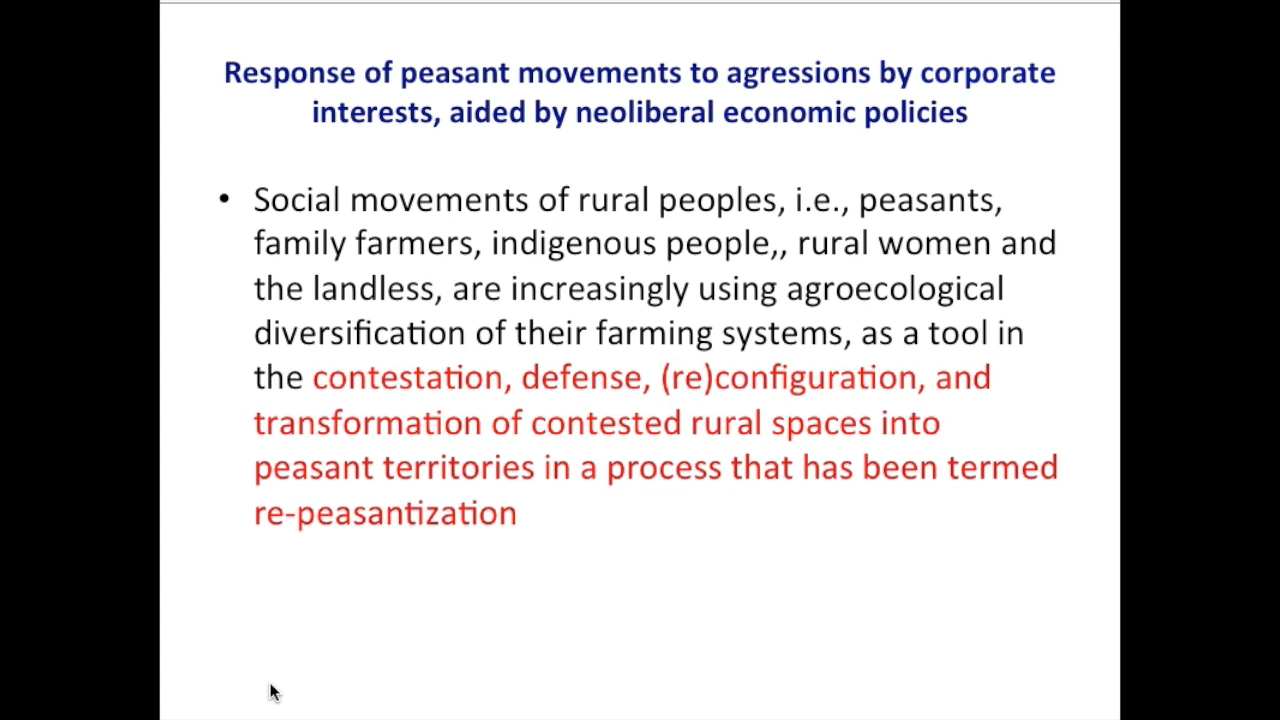 Response of peasant movements to agressions by corporate
interests, aided by neoliberal economic policies
• Social movements of rural peoples, i.e., peasants,
family farmers, indigenous people,, rural women and
the landless, are increasingly using agroecological
diversification of their farming systems, as a tool in
the contestation, defense, (re)configuration, and
transformation of contested rural spaces into
peasant territories in a process that has been termed
re-peasantization